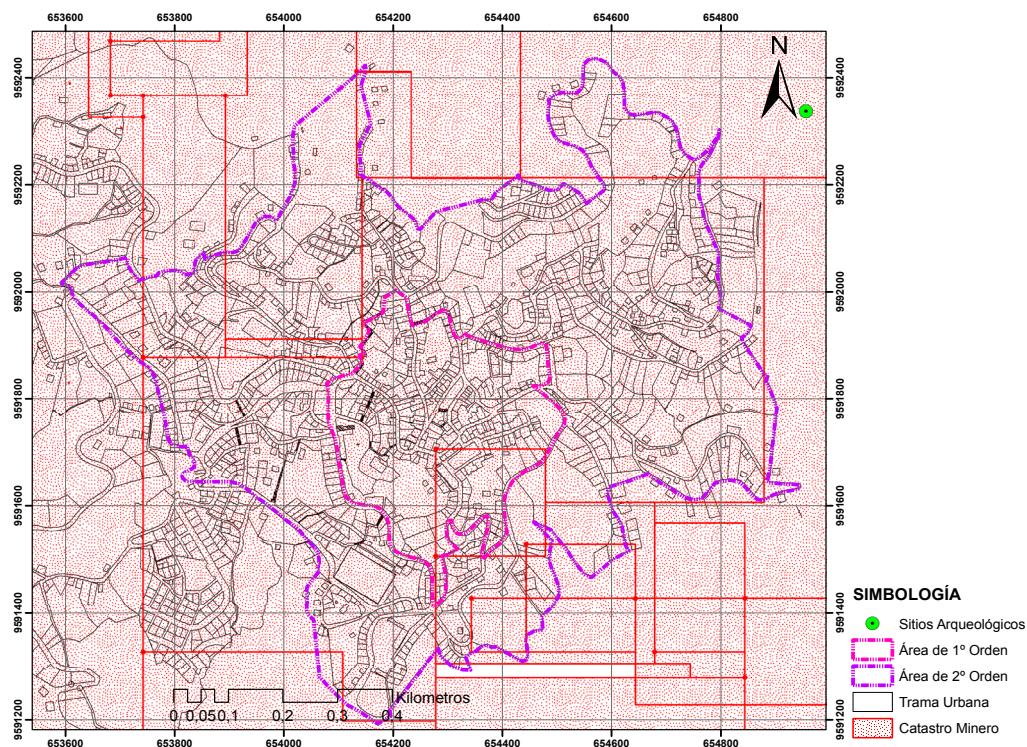 653600 653800 654000 654200 654400 654600 654800
N
9592400 9592400
9592200 9592200
9592000 9592000
9591800 9591800
9591600 9591600
9591400 9591400
9591200 9591200
Kilometros
0 0.05 0.1 0.2 0.3 0.4
653600 653800 654000 654200 654400 654600 654800
SIMBOLOGÍA
Sitios Arqueológicos
Área de 1º Orden
Área de 2º Orden
Trama Urbana
Catastro Minero